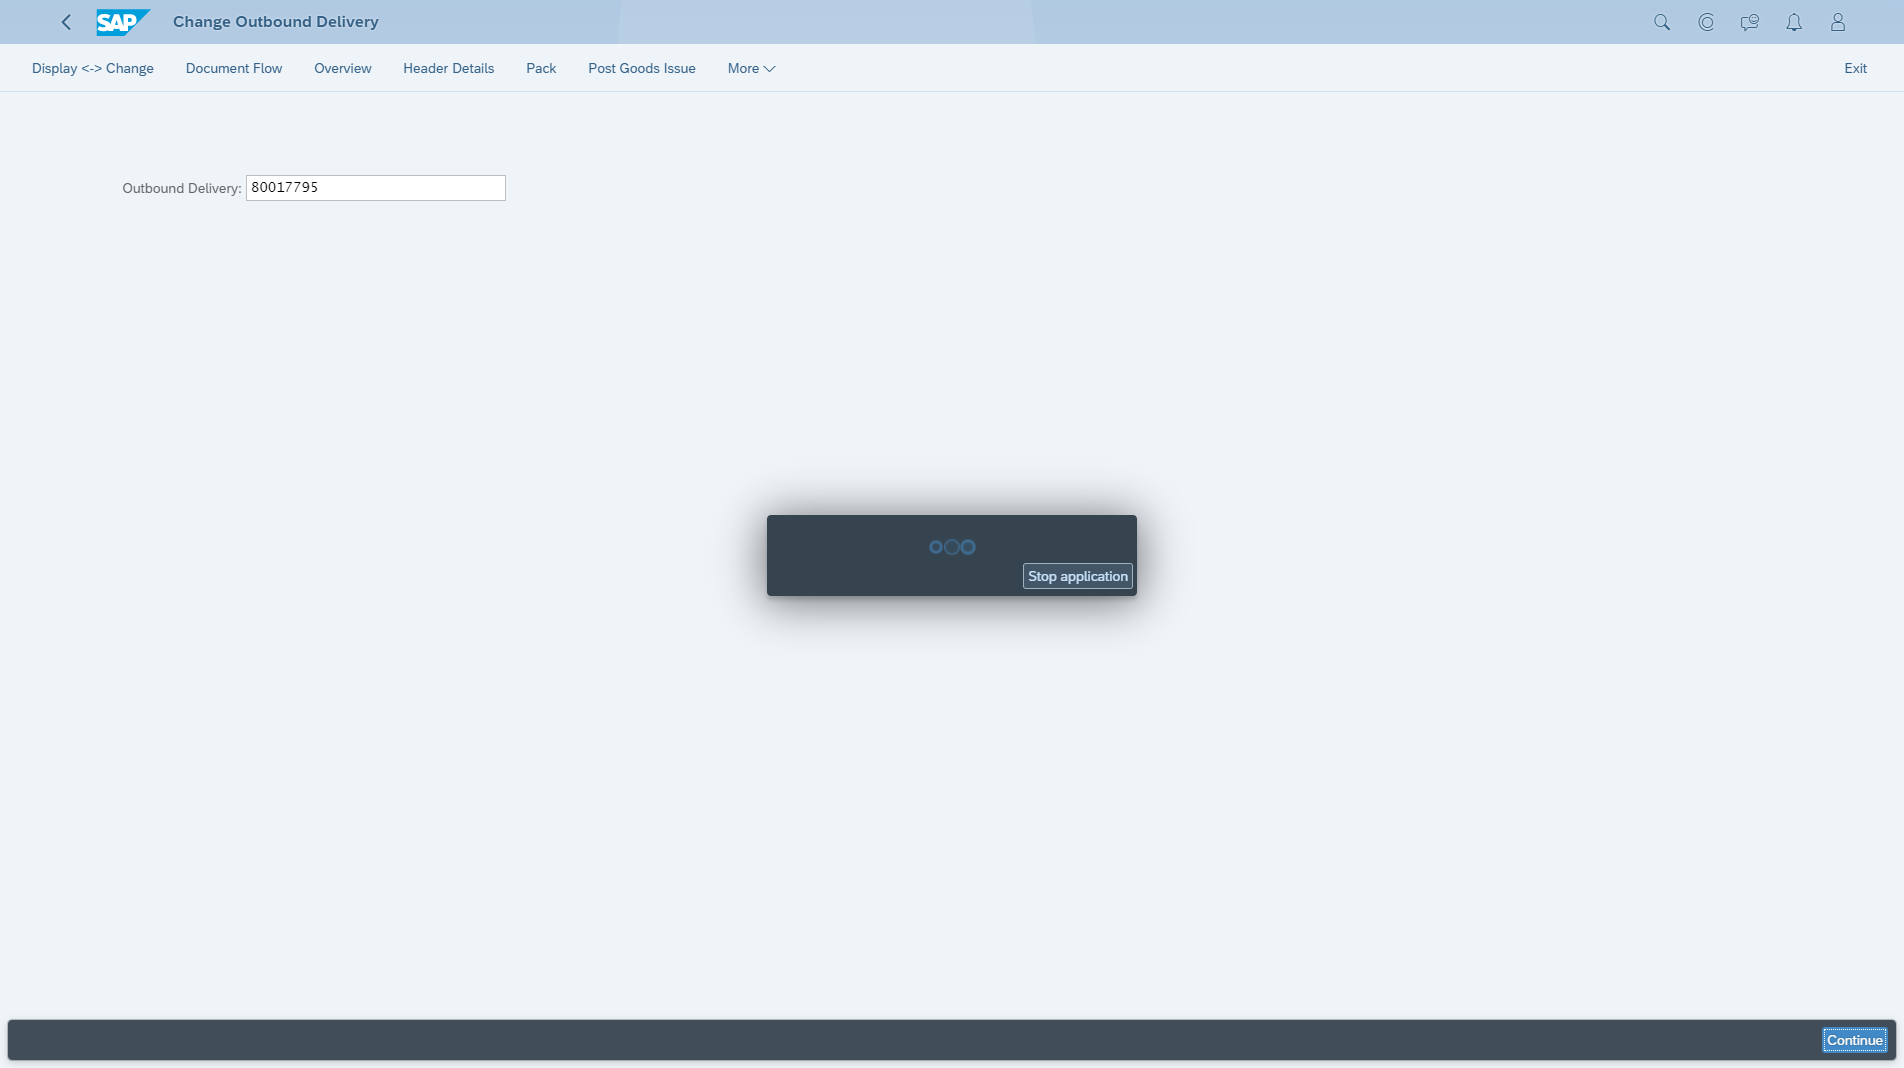 SAP Change Outbound Delivery
Display <-> Change Document Flow Overview Header Details Pack Post Goods Issue More Exit
Outbound Delivery: 80017795
Stop application
Continue